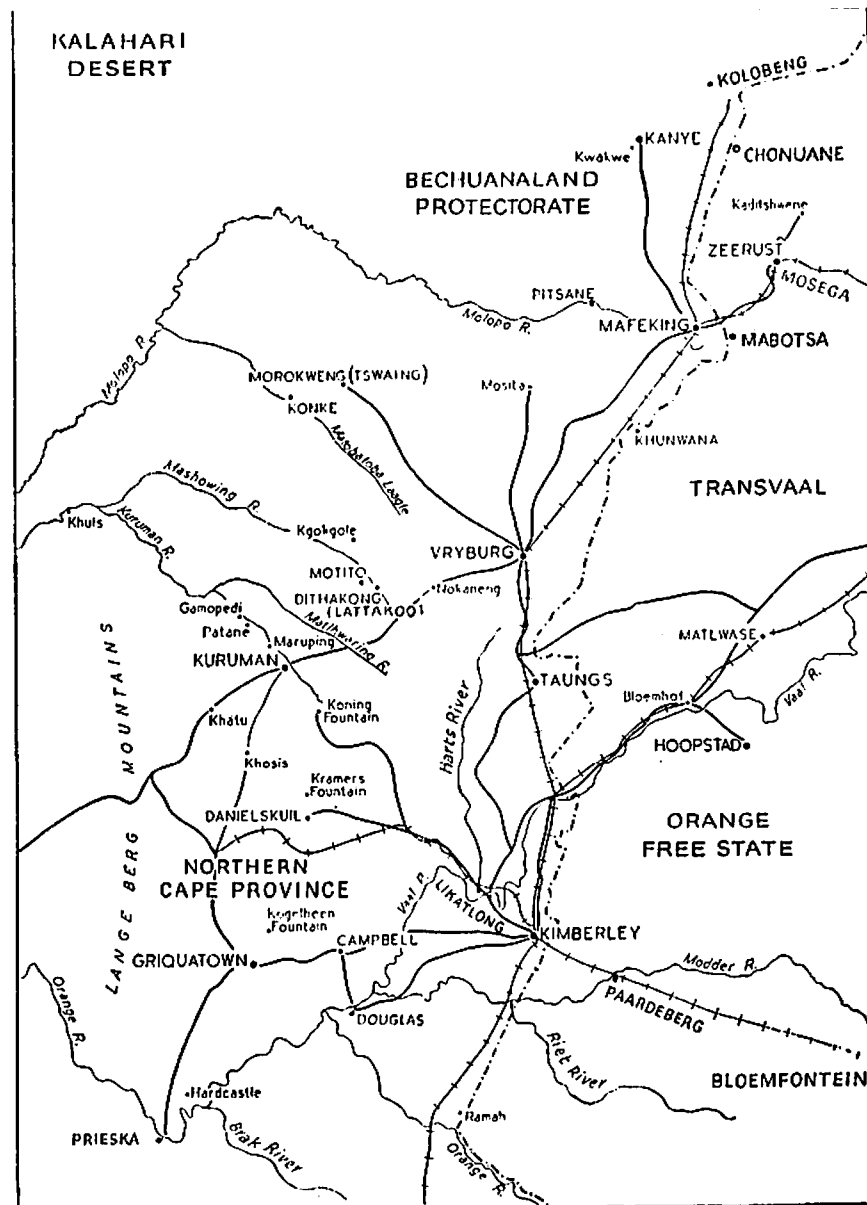 KALAHARI
DESERT
KOLOBENG
KANYE
Kwakwe
CHONUANE
BECHUANALAND
PROTECTORATE
Kaditshwene
ZEERUST
MOSEGA
PITSANE
Molopo R.
MAFEKING
MABOTSA
Molopo R.
MOROKWENG (TSWAING)
KONKE
Mosita
KHUNWANA
Mashowing R.
TRANSVAAL
Khuis
Kuruman R.
Kgokgole
VRYBURG
MOTITO
DITHAKONG
(LATTAKOO)
Nokaneng
Gamopedi
Patane
Maruping
Matlhwaring R.
MATLWASE
KURUMAN
TAUNGS
Bloemhof
Vaal R.
Khatu
Koning
Fountain
Harts River
HOOPSTAD
Khosis
Kramers
Fountain
DANIELSKUIL
ORANGE
FREE STATE
LANGE BERG MOUNTAINS
NORTHERN
CAPE PROVINCE
Vaal R.
LIKATLONG
Fountain
CAMPBELL
KIMBERLEY
GRIQUATOWN
Modder R.
PAARDEBERG
Orange R.
DOUGLAS
Riet River
BLOEMFONTEIN
Hardcastle
Ramah
PRIESKA
Brak River
Orange R.